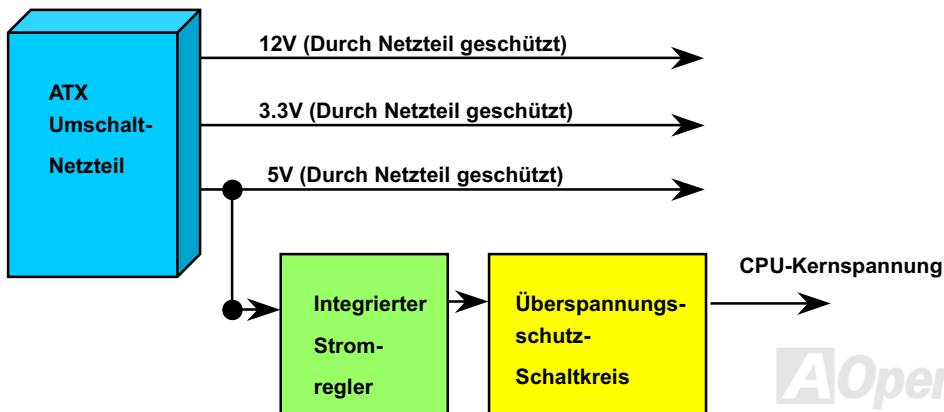 12V (Durch Netzteil geschützt)
ATX
Umschalt-
Netzteil
3.3V (Durch Netzteil geschützt)
5V (Durch Netzteil geschützt)
CPU-Kernspannung
Integrierter
Strom-
regler
Überspannungs-
schutz-
Schaltkreis